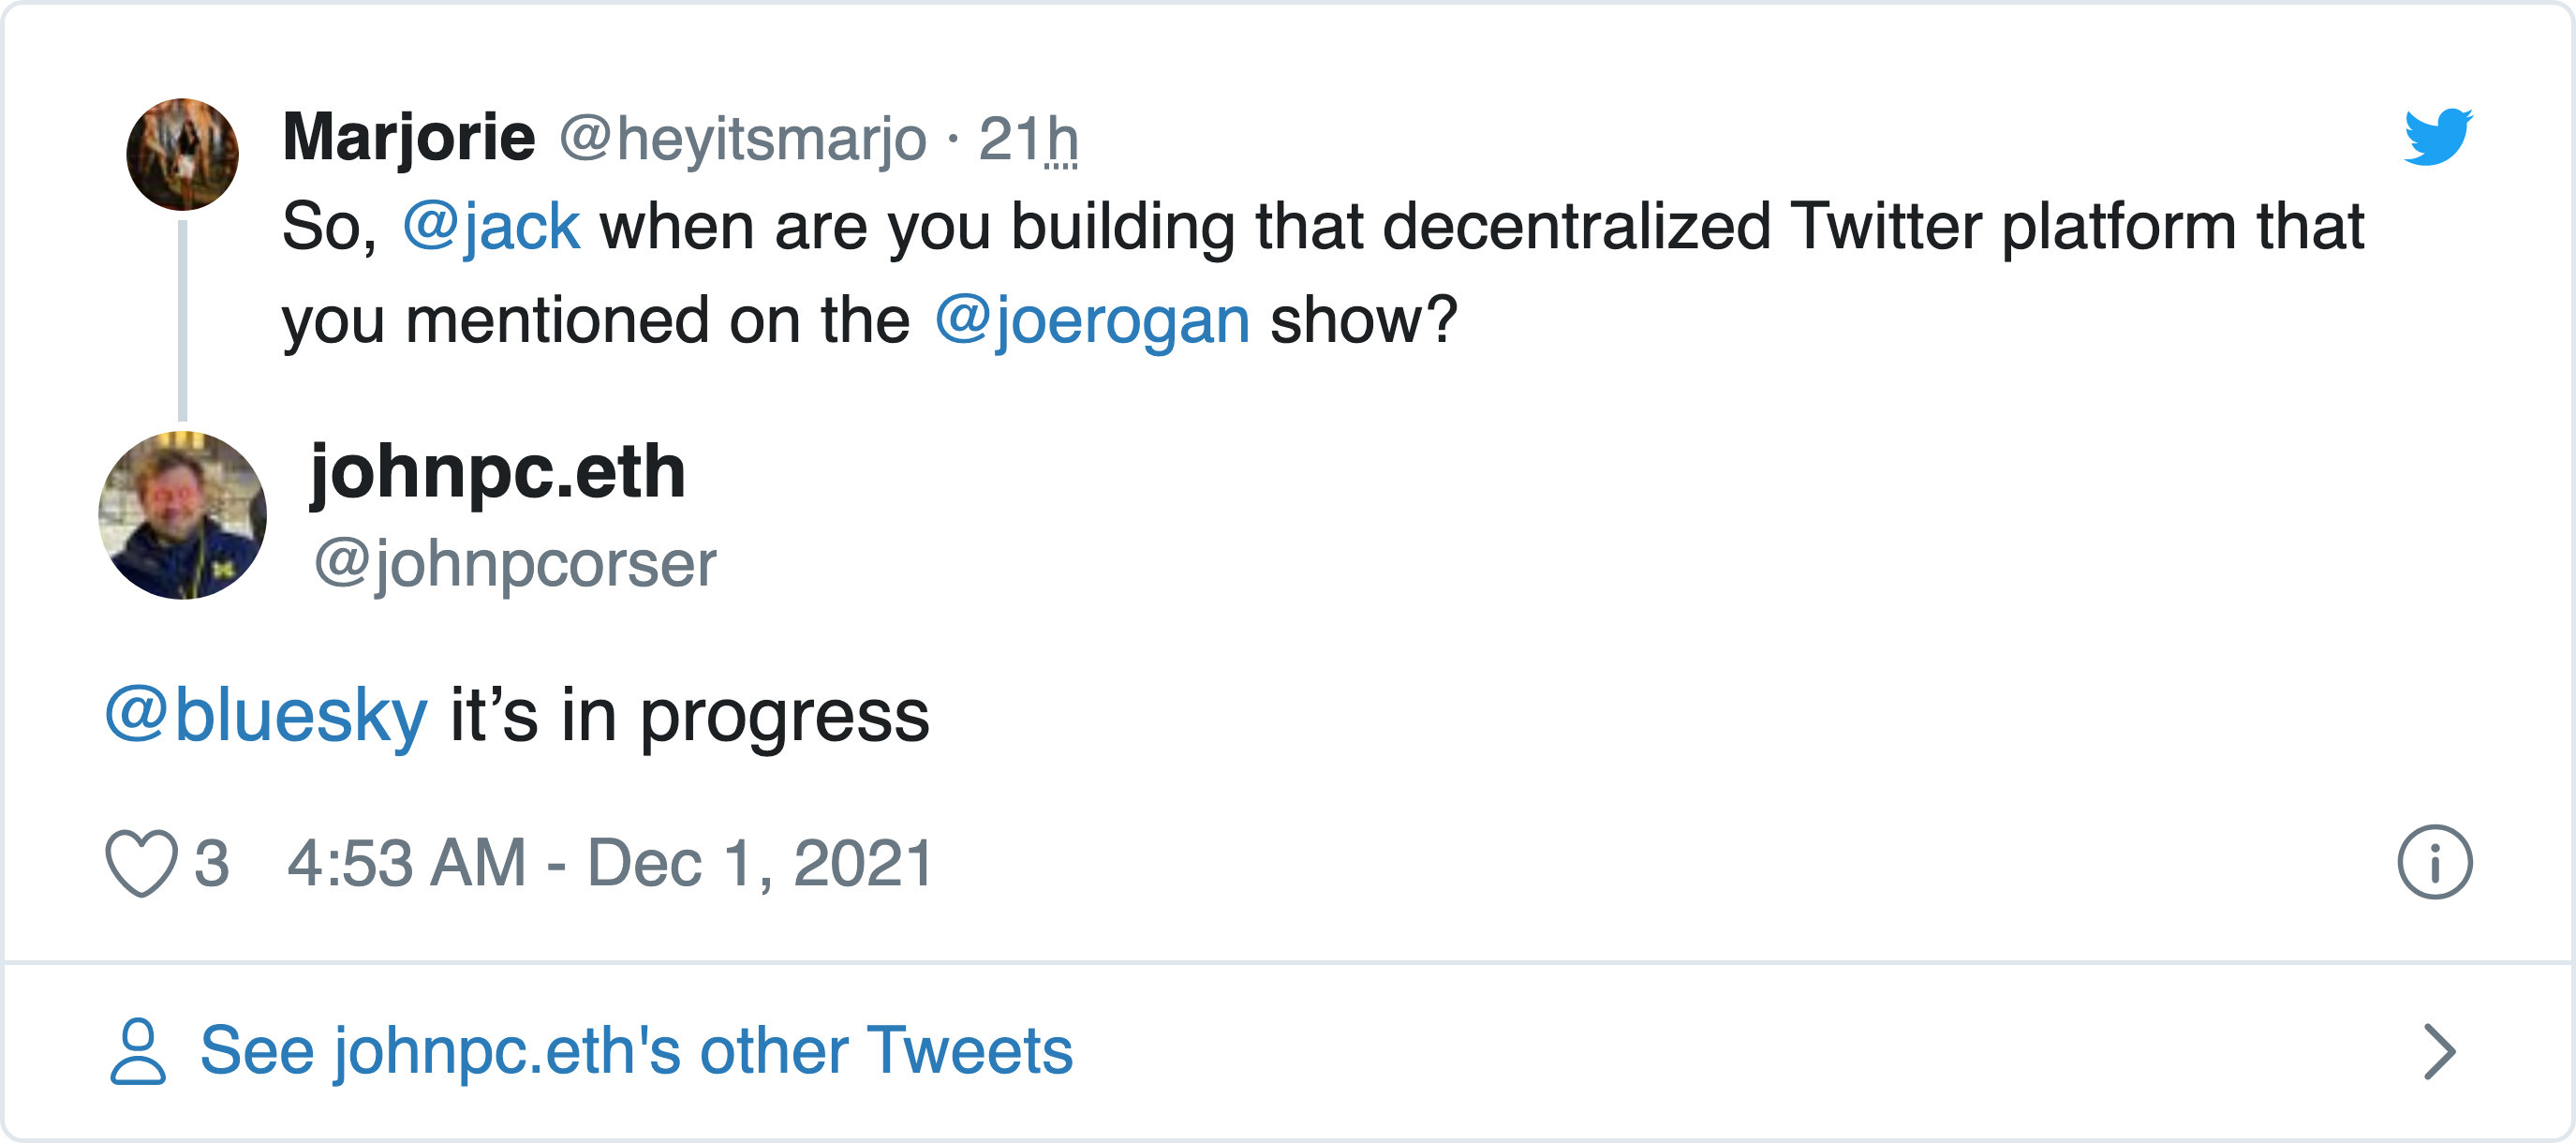 Marjorie @heyitsmarjo · 21h
So, @jack when are you building that decentralized Twitter platform that
you mentioned on the @joerogan show?
johnpc.eth
@johnpcorser
@bluesky it’s in progress
3 4:53 AM - Dec 1, 2021
See johnpc.eth's other Tweets